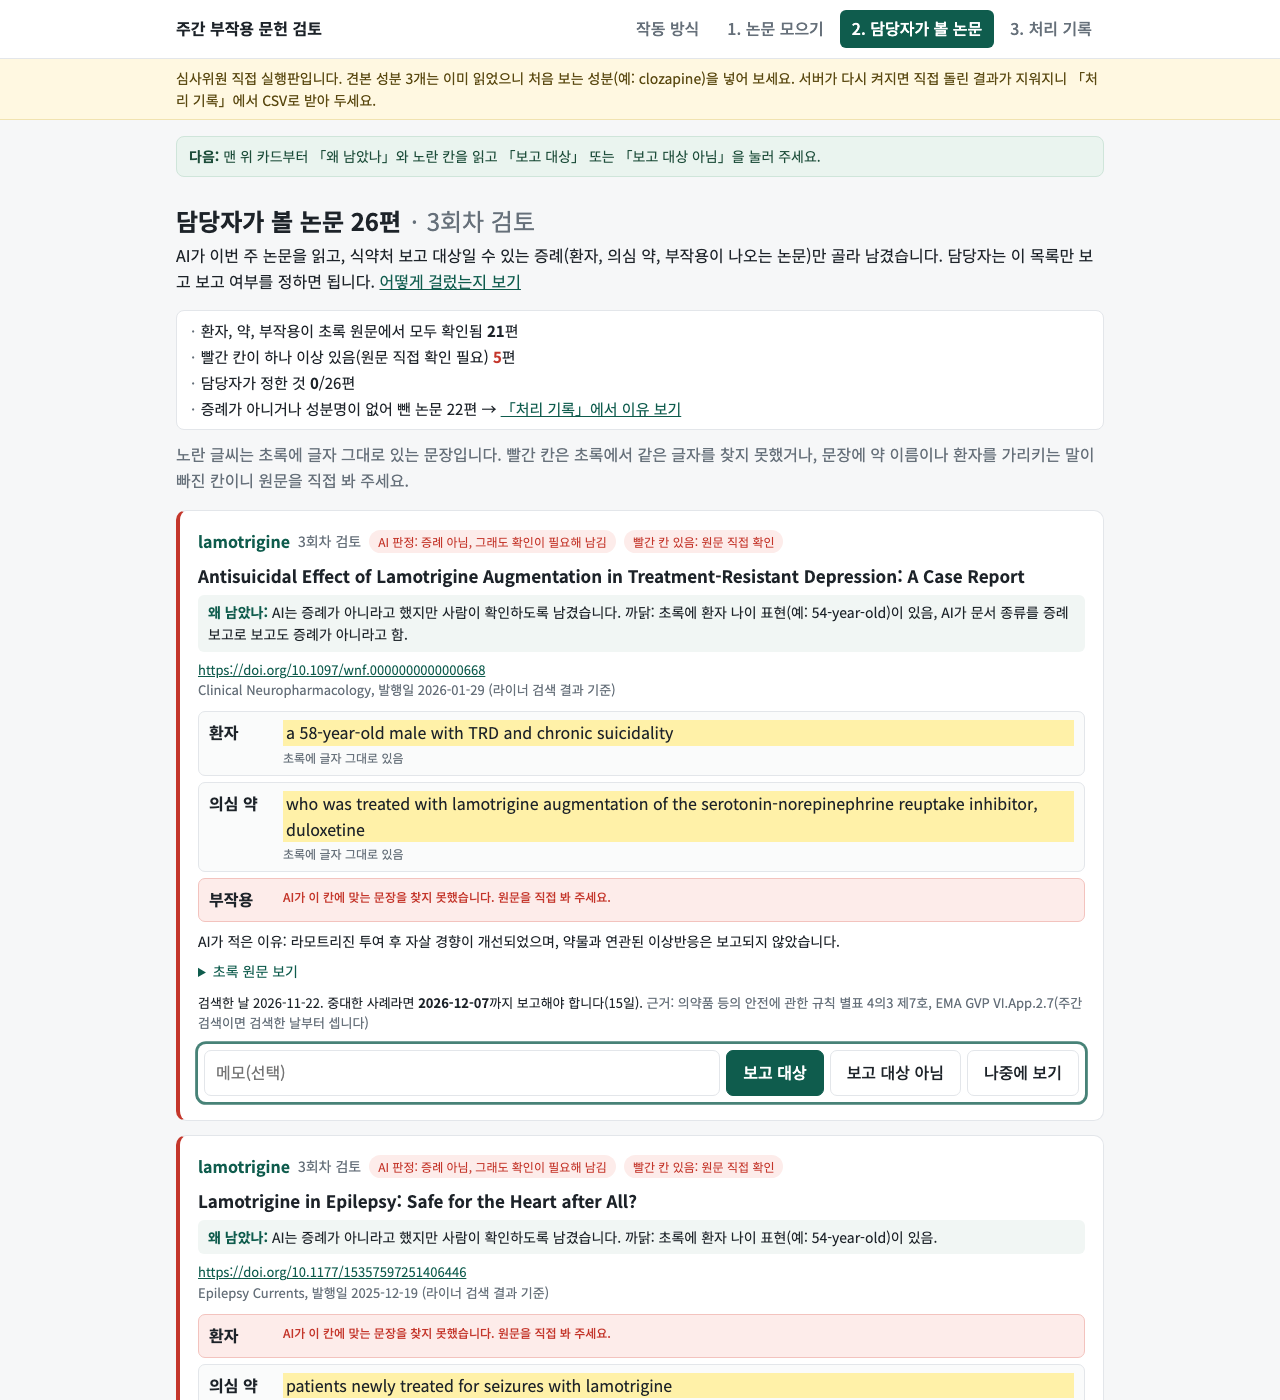 주간 부작용 문헌 검토
작동 방식
1. 논문 모으기
2. 담당자가 볼 논문
3. 처리 기록
심사위원 직접 실행판입니다. 견본 성분 3개는 이미 읽었으니 처음 보는 성분(예: clozapine)을 넣어 보세요. 서버가 다시 켜지면 직접 돌린 결과가 지워지니 「처
리 기록」에서 CSV로 받아 두세요.
다음: 맨 위 카드부터 「왜 남았나」와 노란 칸을 읽고 「보고 대상」 또는 「보고 대상 아님」을 눌러 주세요.
담당자가 볼 논문 26편 · 3회차 검토
AI가 이번 주 논문을 읽고, 식약처 보고 대상일 수 있는 증례(환자, 의심 약, 부작용이 나오는 논문)만 골라 남겼습니다. 담당자는 이 목록만 보
고 보고 여부를 정하면 됩니다. 어떻게 걸렀는지 보기
· 환자, 약, 부작용이 초록 원문에서 모두 확인됨 21편
· 빨간 칸이 하나 이상 있음(원문 직접 확인 필요) 5편
· 담당자가 정한 것 0/26편
· 증례가 아니거나 성분명이 없어 뺀 논문 22편 → 「처리 기록」에서 이유 보기
노란 글씨는 초록에 글자 그대로 있는 문장입니다. 빨간 칸은 초록에서 같은 글자를 찾지 못했거나, 문장에 약 이름이나 환자를 가리키는 말이
빠진 칸이니 원문을 직접 봐 주세요.
lamotrigine 3회차 검토 AI 판정: 증례 아님, 그래도 확인이 필요해 남김 빨간 칸 있음: 원문 직접 확인
Antisuicidal Effect of Lamotrigine Augmentation in Treatment-Resistant Depression: A Case Report
왜 남았나: AI는 증례가 아니라고 했지만 사람이 확인하도록 남겼습니다. 까닭: 초록에 환자 나이 표현(예: 54-year-old)이 있음, AI가 문서 종류를 증례
보고로 보고도 증례가 아니라고 함.
https://doi.org/10.1097/wnf.0000000000000668
Clinical Neuropharmacology, 발행일 2026-01-29 (라이너 검색 결과 기준)
환자
a 58-year-old male with TRD and chronic suicidality
초록에 글자 그대로 있음
의심 약
who was treated with lamotrigine augmentation of the serotonin-norepinephrine reuptake inhibitor,
duloxetine
초록에 글자 그대로 있음
부작용
AI가 이 칸에 맞는 문장을 찾지 못했습니다. 원문을 직접 봐 주세요.
AI가 적은 이유: 라모트리진 투여 후 자살 경향이 개선되었으며, 약물과 연관된 이상반응은 보고되지 않았습니다.
▶ 초록 원문 보기
검색한 날 2026-11-22. 중대한 사례라면 2026-12-07까지 보고해야 합니다(15일). 근거: 의약품 등의 안전에 관한 규칙 별표 4의3 제7호, EMA GVP VI.App.2.7(주간
검색이면 검색한 날부터 셉니다)
메모(선택)
보고 대상
보고 대상 아님
나중에 보기
lamotrigine 3회차 검토 AI 판정: 증례 아님, 그래도 확인이 필요해 남김 빨간 칸 있음: 원문 직접 확인
Lamotrigine in Epilepsy: Safe for the Heart after All?
왜 남았나: AI는 증례가 아니라고 했지만 사람이 확인하도록 남겼습니다. 까닭: 초록에 환자 나이 표현(예: 54-year-old)이 있음.
https://doi.org/10.1177/15357597251406446
Epilepsy Currents, 발행일 2025-12-19 (라이너 검색 결과 기준)
환자
AI가 이 칸에 맞는 문장을 찾지 못했습니다. 원문을 직접 봐 주세요.
의심 약
patients newly treated for seizures with lamotrigine